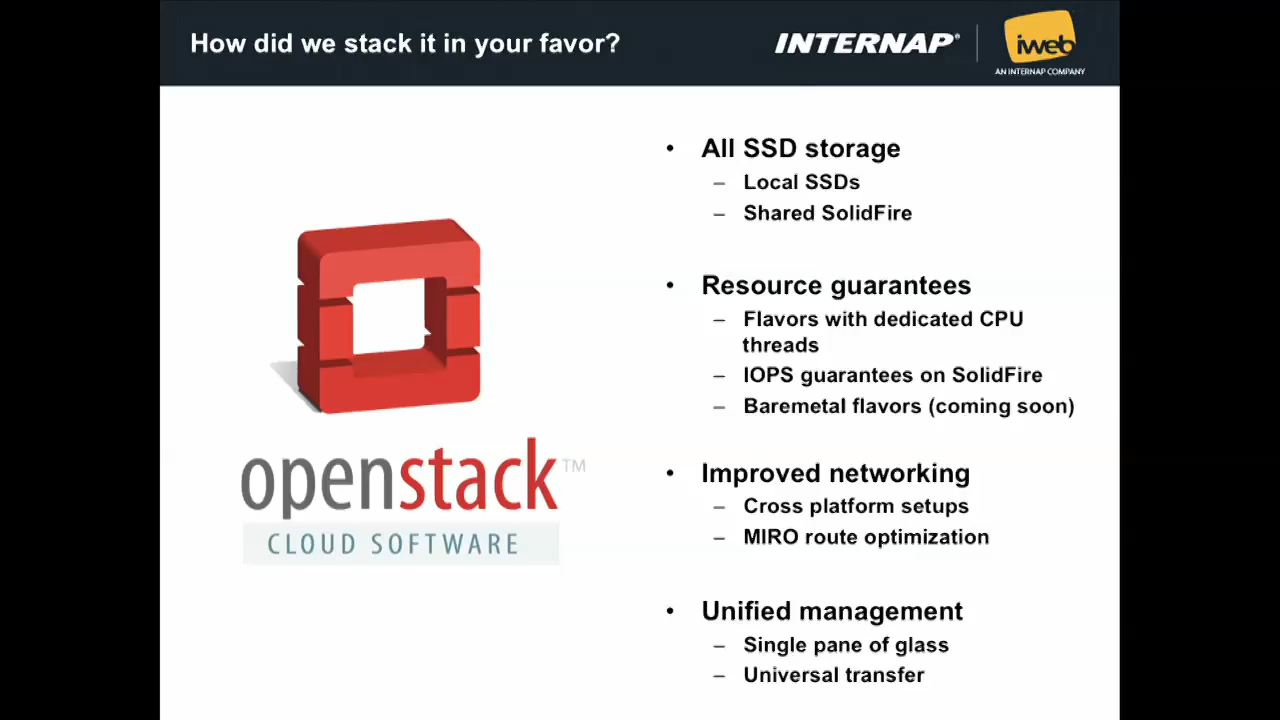 How did we stack it in your favor?
INTERNAP®
iweb
AN INTERNAP COMPANY
openstack™
CLOUD SOFTWARE
• All SSD storage
– Local SSDs
– Shared SolidFire
• Resource guarantees
– Flavors with dedicated CPU
threads
– IOPS guarantees on SolidFire
– Baremetal flavors (coming soon)
• Improved networking
– Cross platform setups
– MIRO route optimization
• Unified management
– Single pane of glass
– Universal transfer